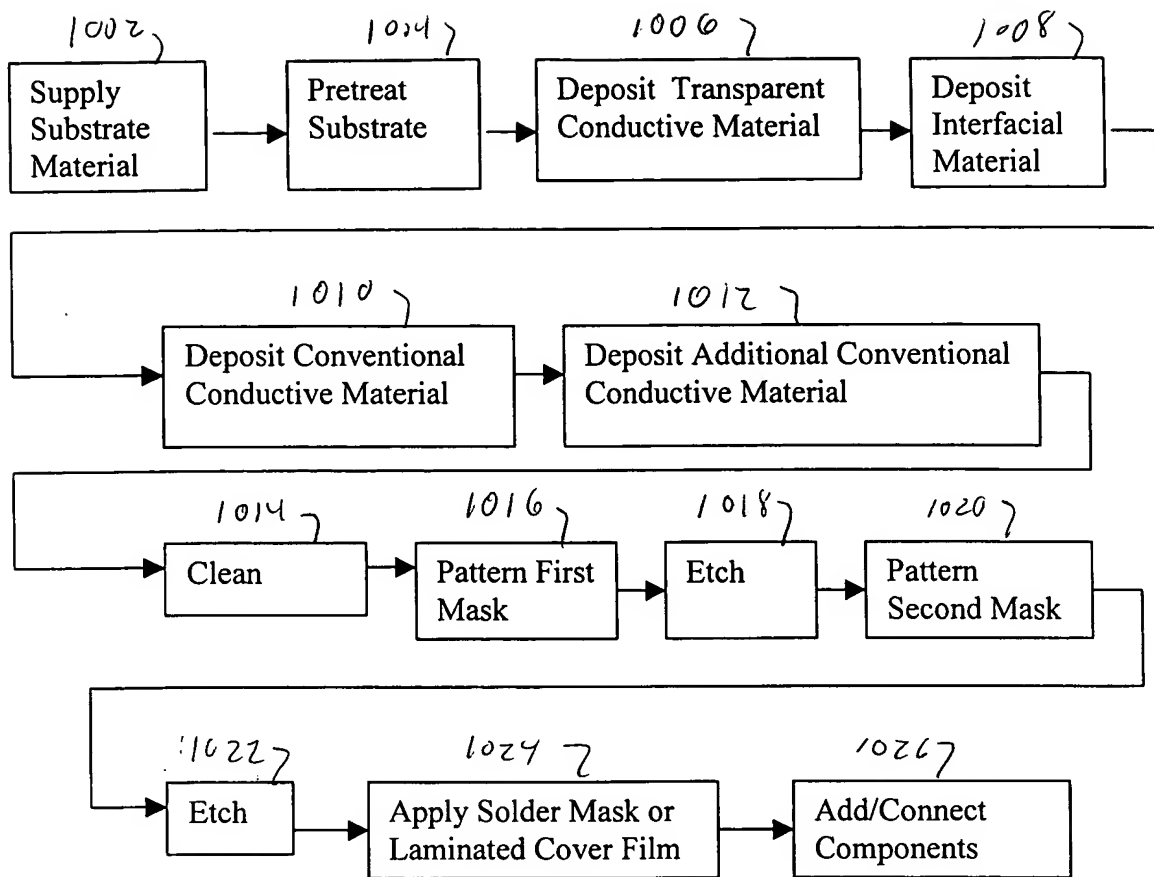 1002 1004 1006 1008
Supply
Substrate
Material
Pretreat
Substrate
Deposit Transparent
Conductive Material
Deposit
Interfacial
Material
1010 1012
Deposit Conventional
Conductive Material
Deposit Additional Conventional
Conductive Material
1014 1016 1018 1020
Clean
Pattern First
Mask
Etch
Pattern
Second Mask
1022 1024 1026
Etch
Apply Solder Mask or
Laminated Cover Film
Add/Connect
Components